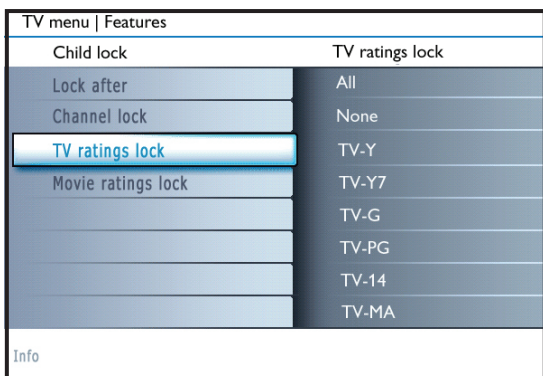 TV menu | Features
Child lock
TV ratings lock
Lock after
All
Channel lock
None
TV ratings lock
TV-Y
Movie ratings lock
TV-Y7
TV-G
TV-PG
TV-14
TV-MA
Info